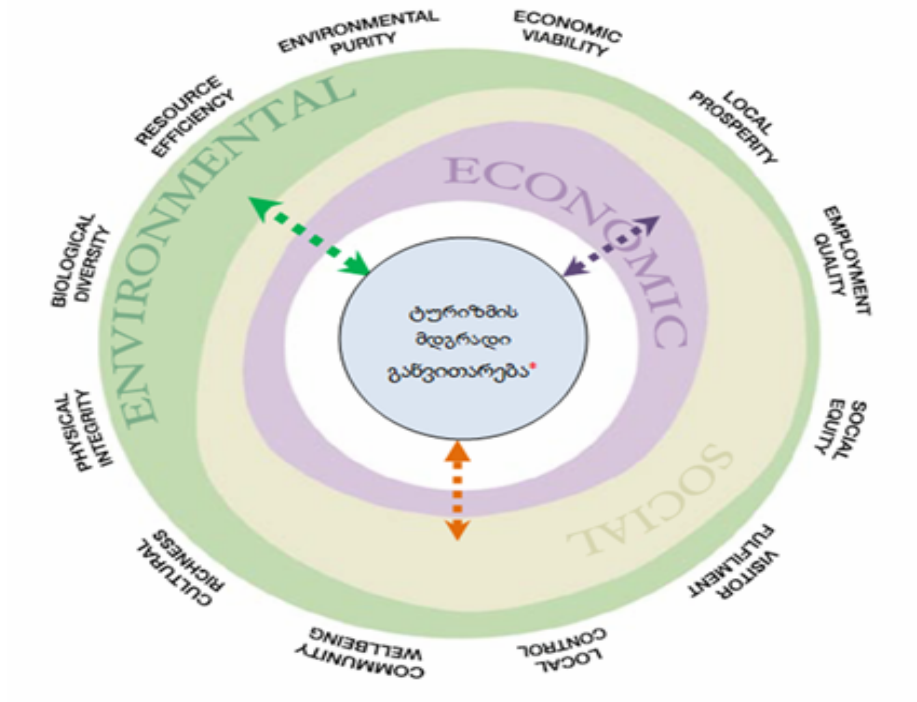 ENVIRONMENTAL
PURITY
ECONOMIC
VIABILITY
LOCAL
PROSPERITY
EMPLOYMENT
QUALITY
SOCIAL
EQUITY
VISITOR
FULFILMENT
LOCAL
CONTROL
COMMUNITY
WELLBEING
CULTURAL
RICHNESS
PHYSICAL
INTEGRITY
BIOLOGICAL
DIVERSITY
RESOURCE
EFFICIENCY
ENVIRONMENTAL
ECONOMIC
SOCIAL
ტურიზმის
მდგრადი
განვითარება*